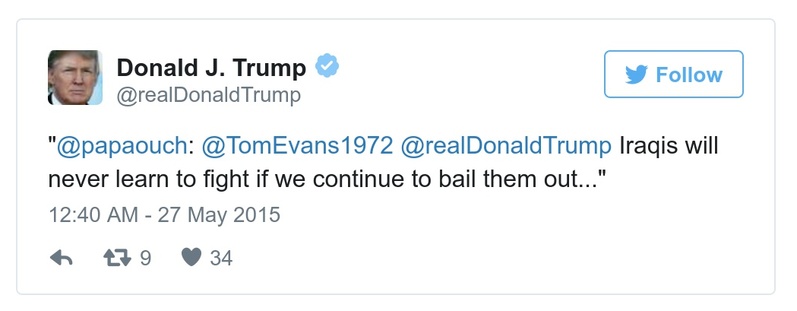 Donald J. Trump
@realDonaldTrump
Follow
"@papaouch: @TomEvans1972 @realDonaldTrump Iraqis will
never learn to fight if we continue to bail them out..."
12:40 AM - 27 May 2015
9 34